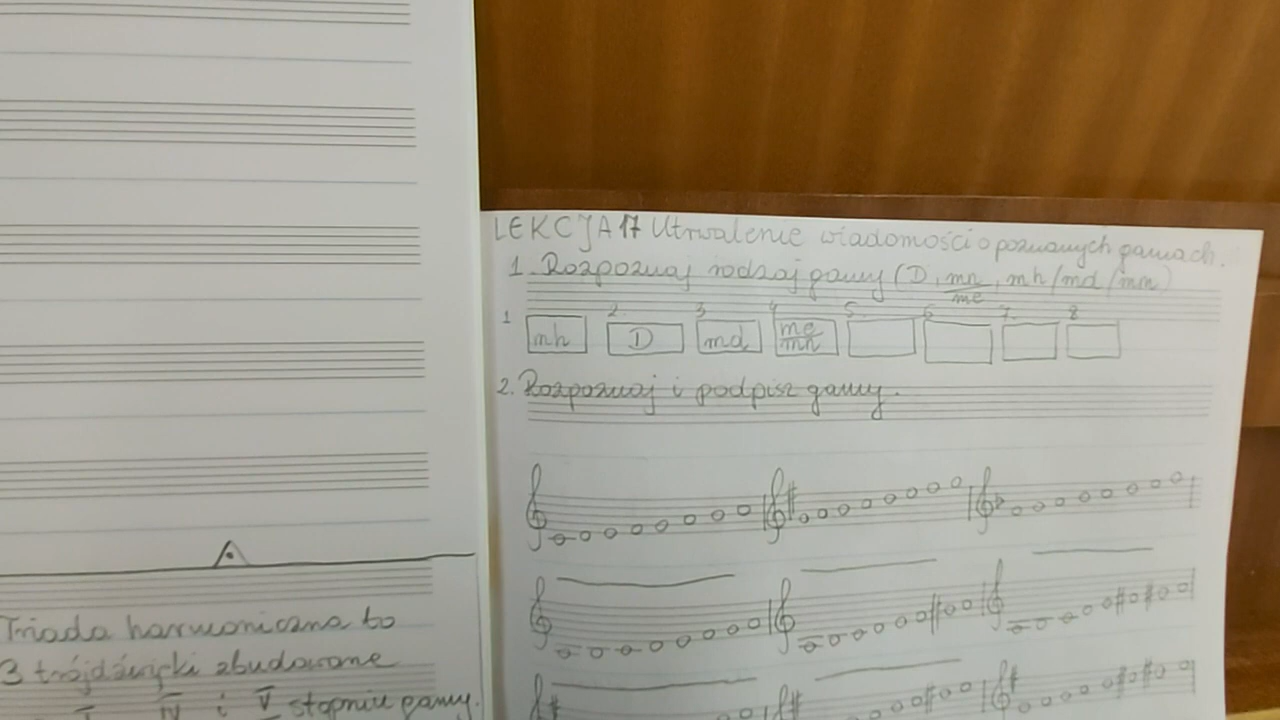 LEKCJA 17 Utrwalenie wiadomości o poznanych gamach.
1. Rozpoznaj rodzaj gamy (D, mn/me, mh/md/mm)
1 2. 3 4 5 6 7. 8
mh D md me/mn
2. Rozpoznaj i podpisz gamy.
Triada harmoniczna to
3 trójdźwięki zbudowane
I IV i V stopniu gamy.